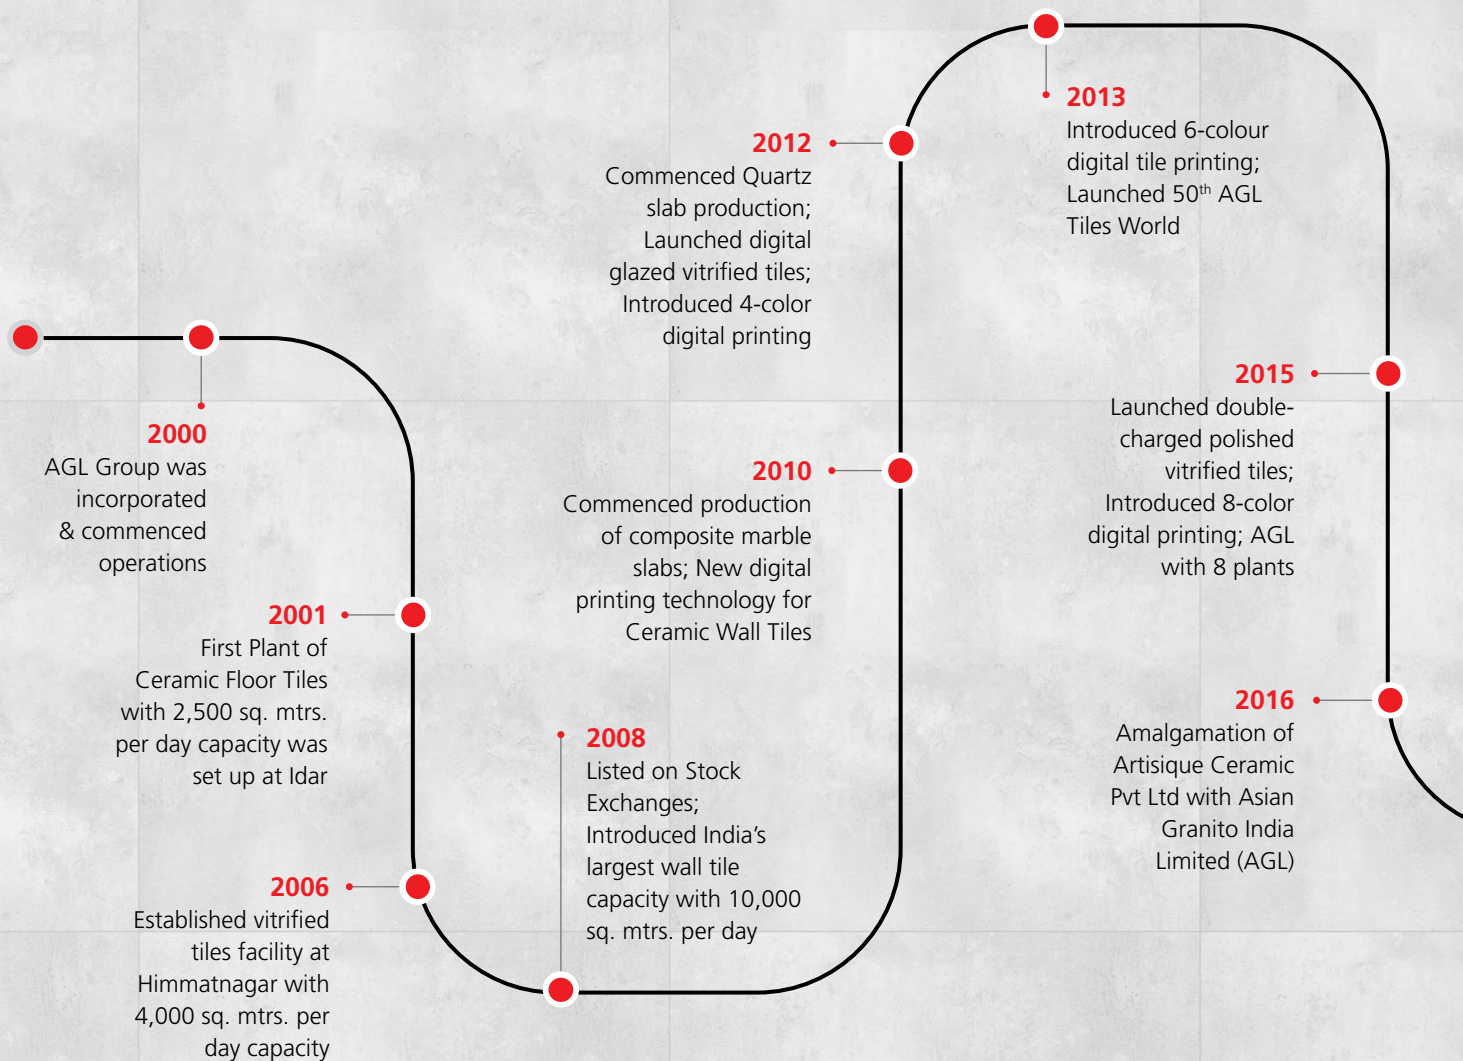 2000
AGL Group was
incorporated
& commenced
operations
2001
First Plant of
Ceramic Floor Tiles
with 2,500 sq. mtrs.
per day capacity was
set up at Idar
2006
Established vitrified
tiles facility at
Himmatnagar with
4,000 sq. mtrs. per
day capacity
2008
Listed on Stock
Exchanges;
Introduced India’s
largest wall tile
capacity with 10,000
sq. mtrs. per day
2010
Commenced production
of composite marble
slabs; New digital
printing technology for
Ceramic Wall Tiles
2012
Commenced Quartz
slab production;
Launched digital
glazed vitrified tiles;
Introduced 4-color
digital printing
2013
Introduced 6-colour
digital tile printing;
Launched 50th AGL
Tiles World
2015
Launched double-
charged polished
vitrified tiles;
Introduced 8-color
digital printing; AGL
with 8 plants
2016
Amalgamation of
Artisique Ceramic
Pvt Ltd with Asian
Granito India
Limited (AGL)